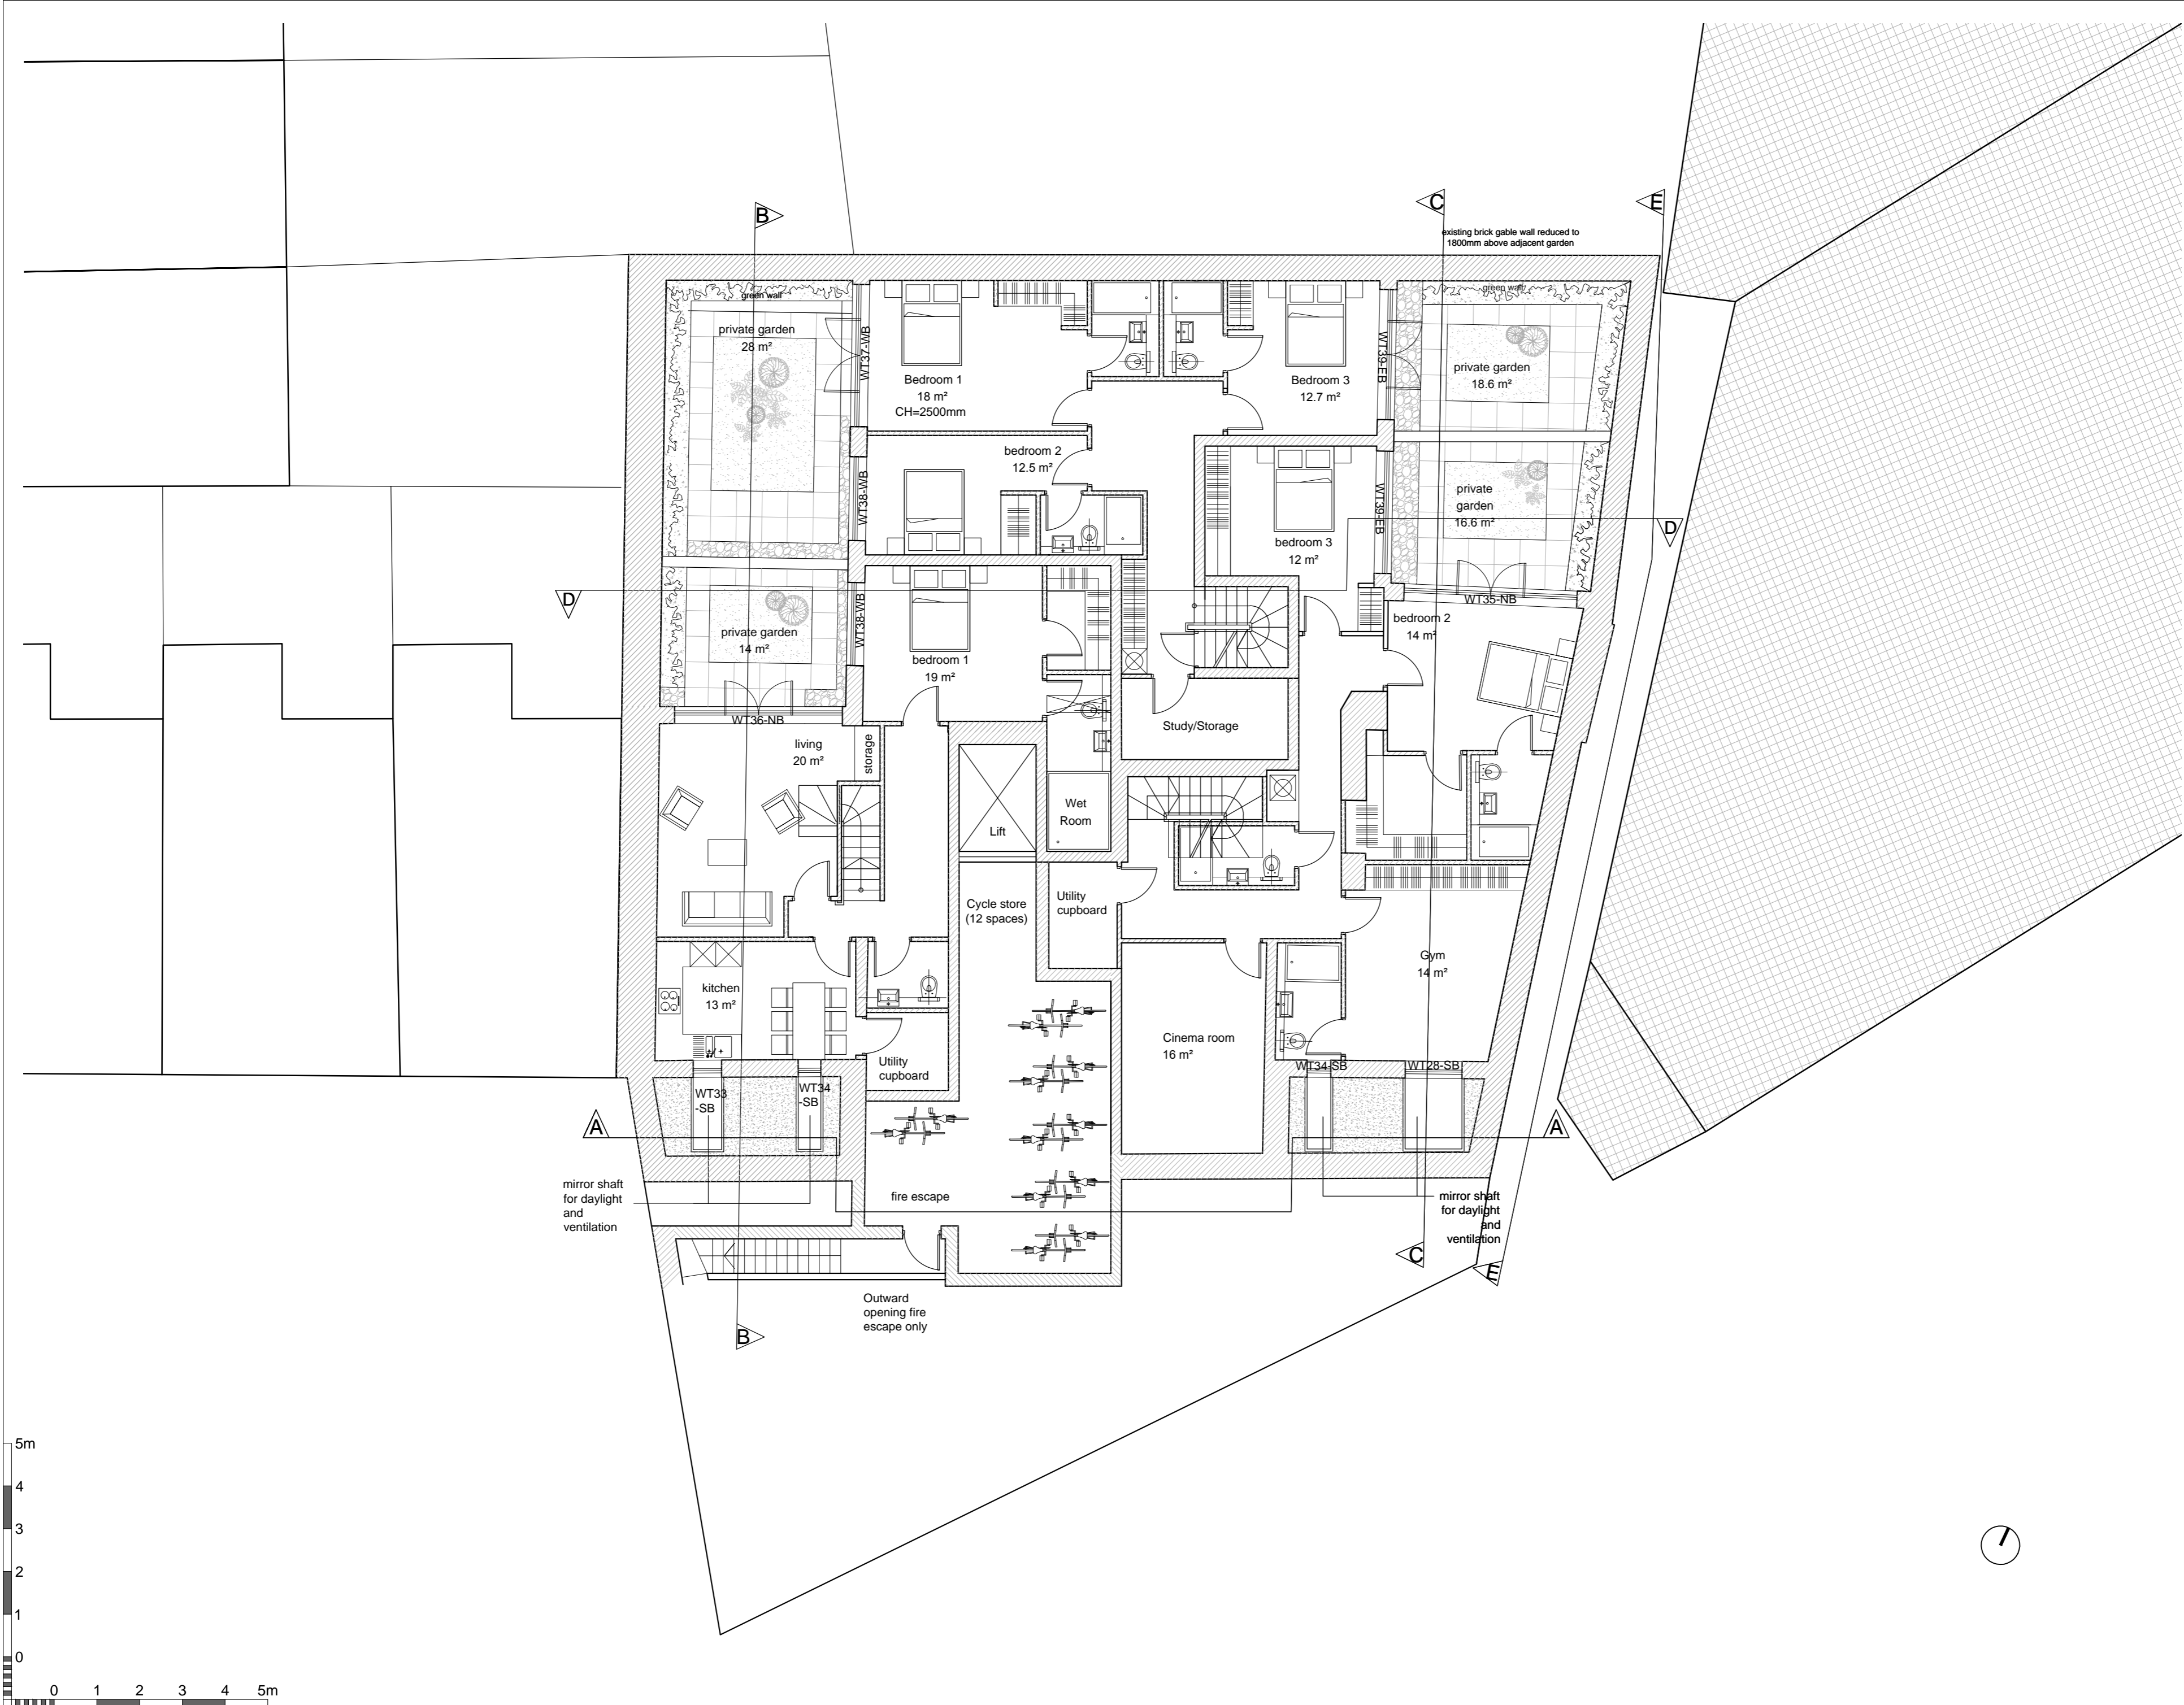 B
C
E
existing brick gable wall reduced to
1800mm above adjacent garden
green wall
green wall
private garden
28 m²
WT37-WB
Bedroom 1
18 m²
CH=2500mm
Bedroom 3
12.7 m²
WT39-EB
private garden
18.6 m²
bedroom 2
12.5 m²
WT38-WB
WT39-EB
private
garden
16.6 m²
D
bedroom 3
12 m²
D
WT38-WB
WT35-NB
private garden
14 m²
bedroom 2
14 m²
bedroom 1
19 m²
WT36-NB
Study/Storage
living
20 m²
storage
Lift
Wet
Room
Cycle store
(12 spaces)
Utility
cupboard
Gym
14 m²
kitchen
13 m²
Cinema room
16 m²
Utility
cupboard
WT33
-SB
WT34
-SB
WT34-SB
WT28-SB
A
A
mirror shaft
for daylight
and
ventilation
fire escape
mirror shaft
for daylight
and
ventilation
C
E
Outward
opening fire
escape only
B
5m
4
3
2
1
0
0 1 2 3 4 5m